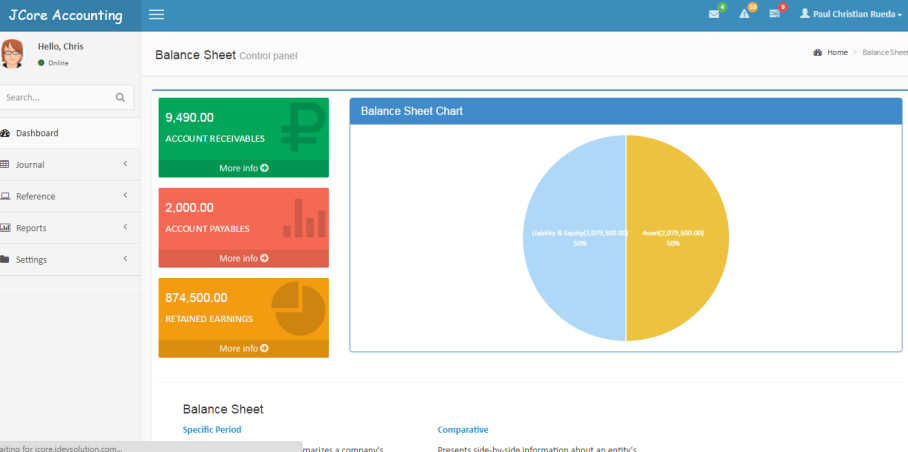 JCore Accounting
4
10
9
Paul Christian Rueda
Hello, Chris
Online
Balance Sheet Control panel
Home > Balance Sheet
Search...
Dashboard
Journal
Reference
Reports
Settings
9,490.00
ACCOUNT RECEIVABLES
More info
2,000.00
ACCOUNT PAYABLES
More info
874,500.00
RETAINED EARNINGS
More info
Balance Sheet Chart
Liability & Equity(2,079,500.00)
50%
Asset(2,079,500.00)
50%
Balance Sheet
Specific Period
marizes a company's
Comparative
Presents side-by-side information about an entity's
aiting for jcore.jdevsolution.com...